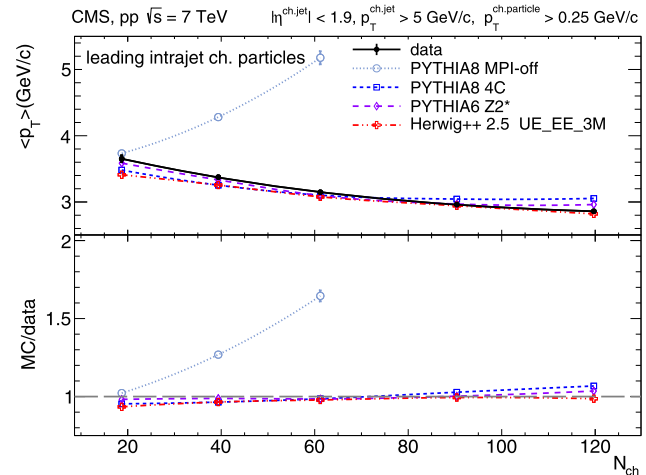 CMS, pp √s = 7 TeV |η^ch.jet| < 1.9, p_T^ch.jet > 5 GeV/c, p_T^ch.particle > 0.25 GeV/c
leading intrajet ch. particles
data
PYTHIA8 MPI-off
PYTHIA8 4C
PYTHIA6 Z2*
Herwig++ 2.5 UE_EE_3M
<p_T>(GeV/c)
5
4
3
MC/data
2
1.5
1
20 40 60 80 100 120
N_ch